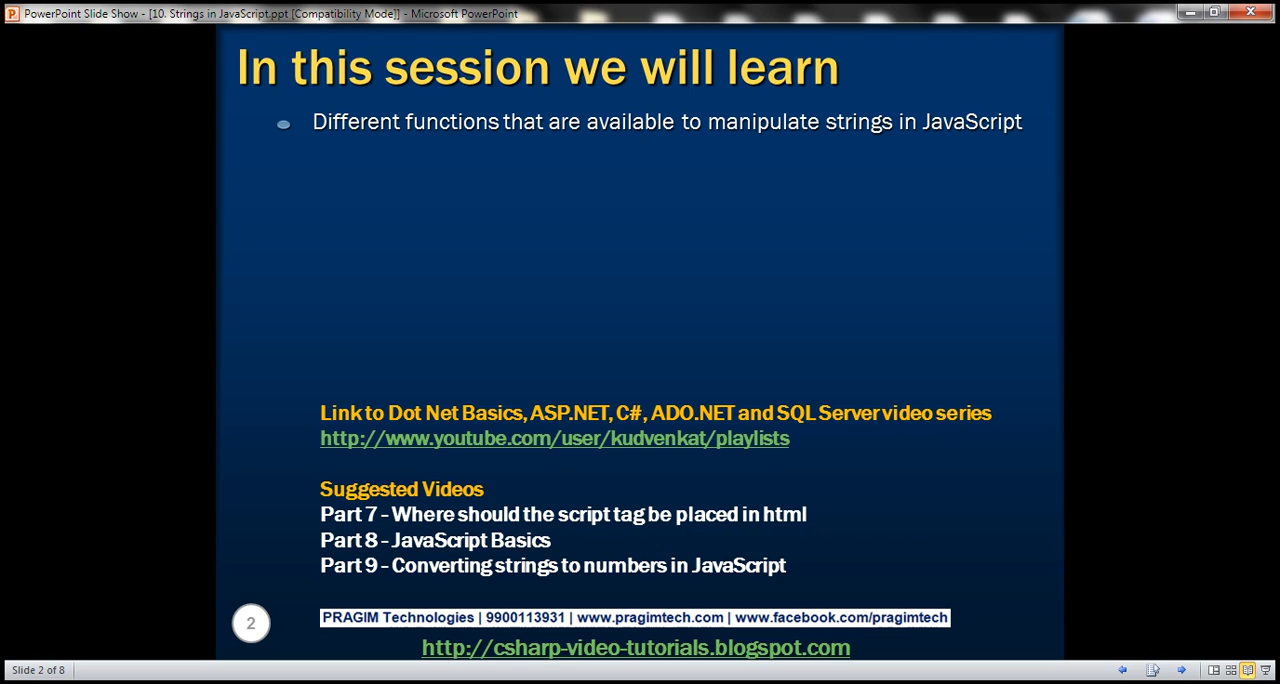 PowerPoint Slide Show - [10. Strings in JavaScript.ppt [Compatibility Mode]] - Microsoft PowerPoint
In this session we will learn
Different functions that are available to manipulate strings in JavaScript
Link to Dot Net Basics, ASP.NET, C#, ADO.NET and SQL Server video series
http://www.youtube.com/user/kudvenkat/playlists
Suggested Videos
Part 7 - Where should the script tag be placed in html
Part 8 - JavaScript Basics
Part 9 - Converting strings to numbers in JavaScript
2
PRAGIM Technologies | 9900113931 | www.pragimtech.com | www.facebook.com/pragimtech
http://csharp-video-tutorials.blogspot.com
Slide 2 of 8